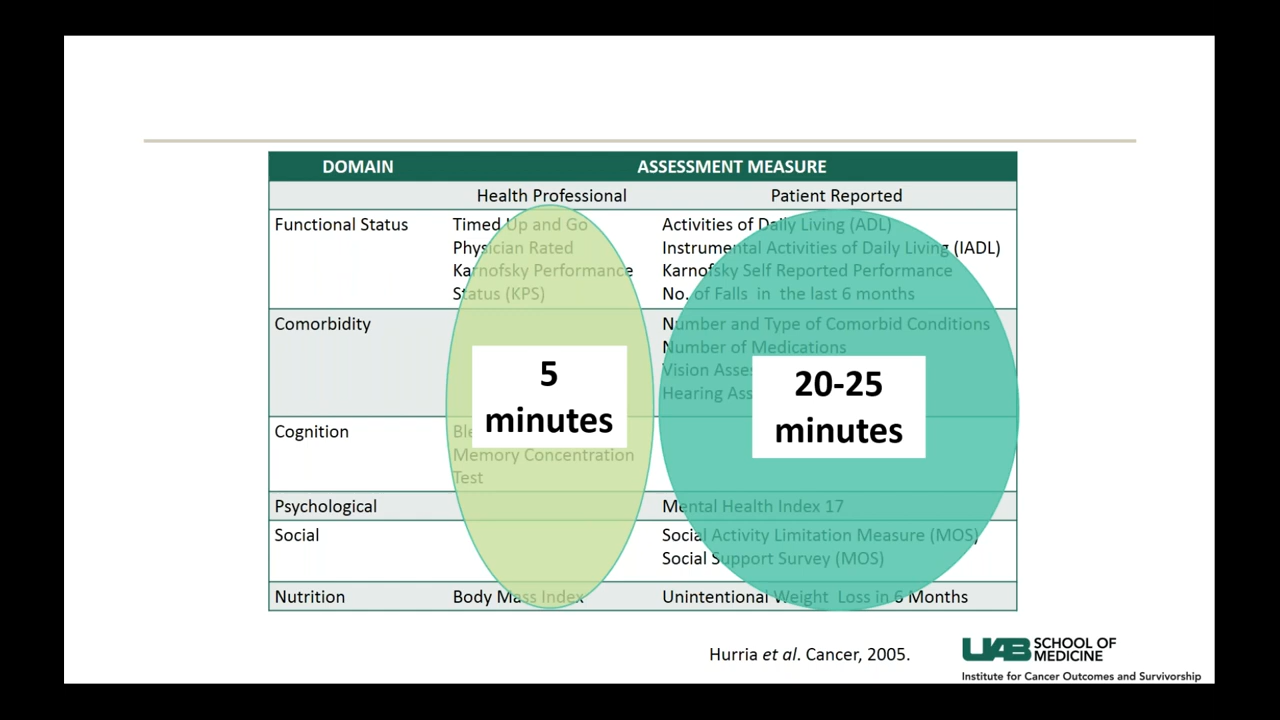 DOMAIN ASSESSMENT MEASURE
Health Professional Patient Reported
Functional Status
Timed Up and Go
Physician Rated
Karnofsky Performance
Status (KPS)
Activities of Daily Living (ADL)
Instrumental Activities of Daily Living (IADL)
Karnofsky Self Reported Performance
No. of Falls in the last 6 months
Comorbidity
Number and Type of Comorbid Conditions
Number of Medications
Vision
Hearing
5
minutes
20-25
minutes
Cognition
Memory Concentration
Test
Psychological
Mental Health Index 17
Social
Social Activity Limitation Measure (MOS)
Social Support Survey (MOS)
Nutrition
Body Mass Index
Unintentional Weight Loss in 6 Months
Hurria et al. Cancer, 2005.
UAB SCHOOL OF
MEDICINE
Institute for Cancer Outcomes and Survivorship